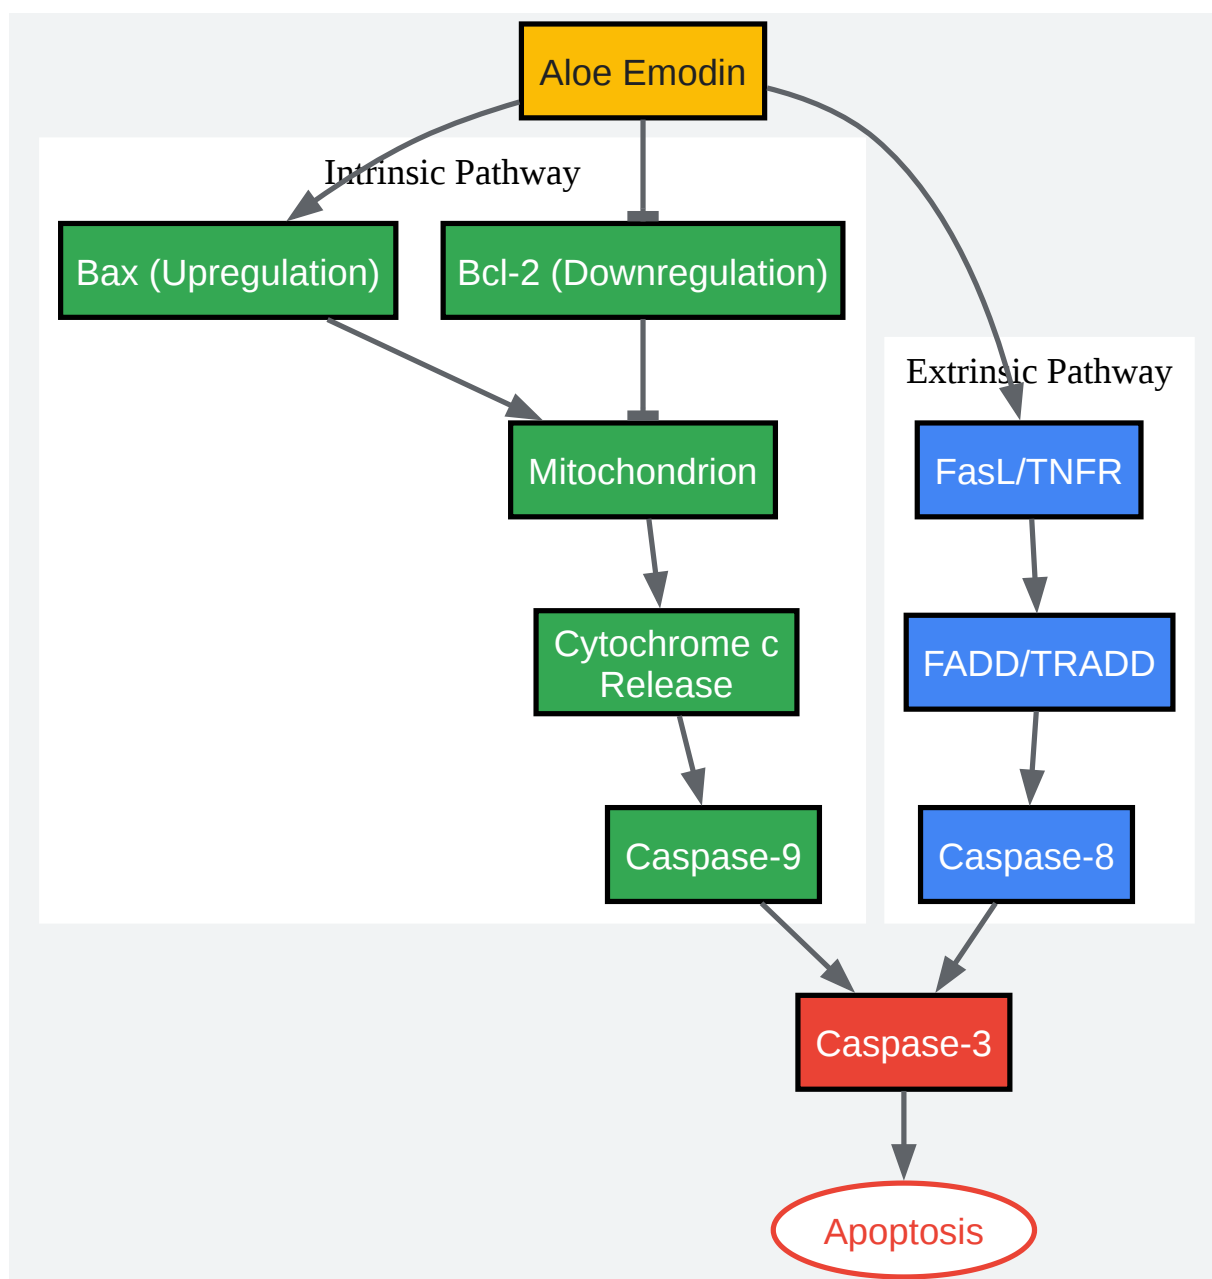 Aloe Emodin
Intrinsic Pathway
Bax (Upregulation)
Bcl-2 (Downregulation)
Extrinsic Pathway
Mitochondrion
FasL/TNFR
Cytochrome c
Release
FADD/TRADD
Caspase-9
Caspase-8
Caspase-3
Apoptosis